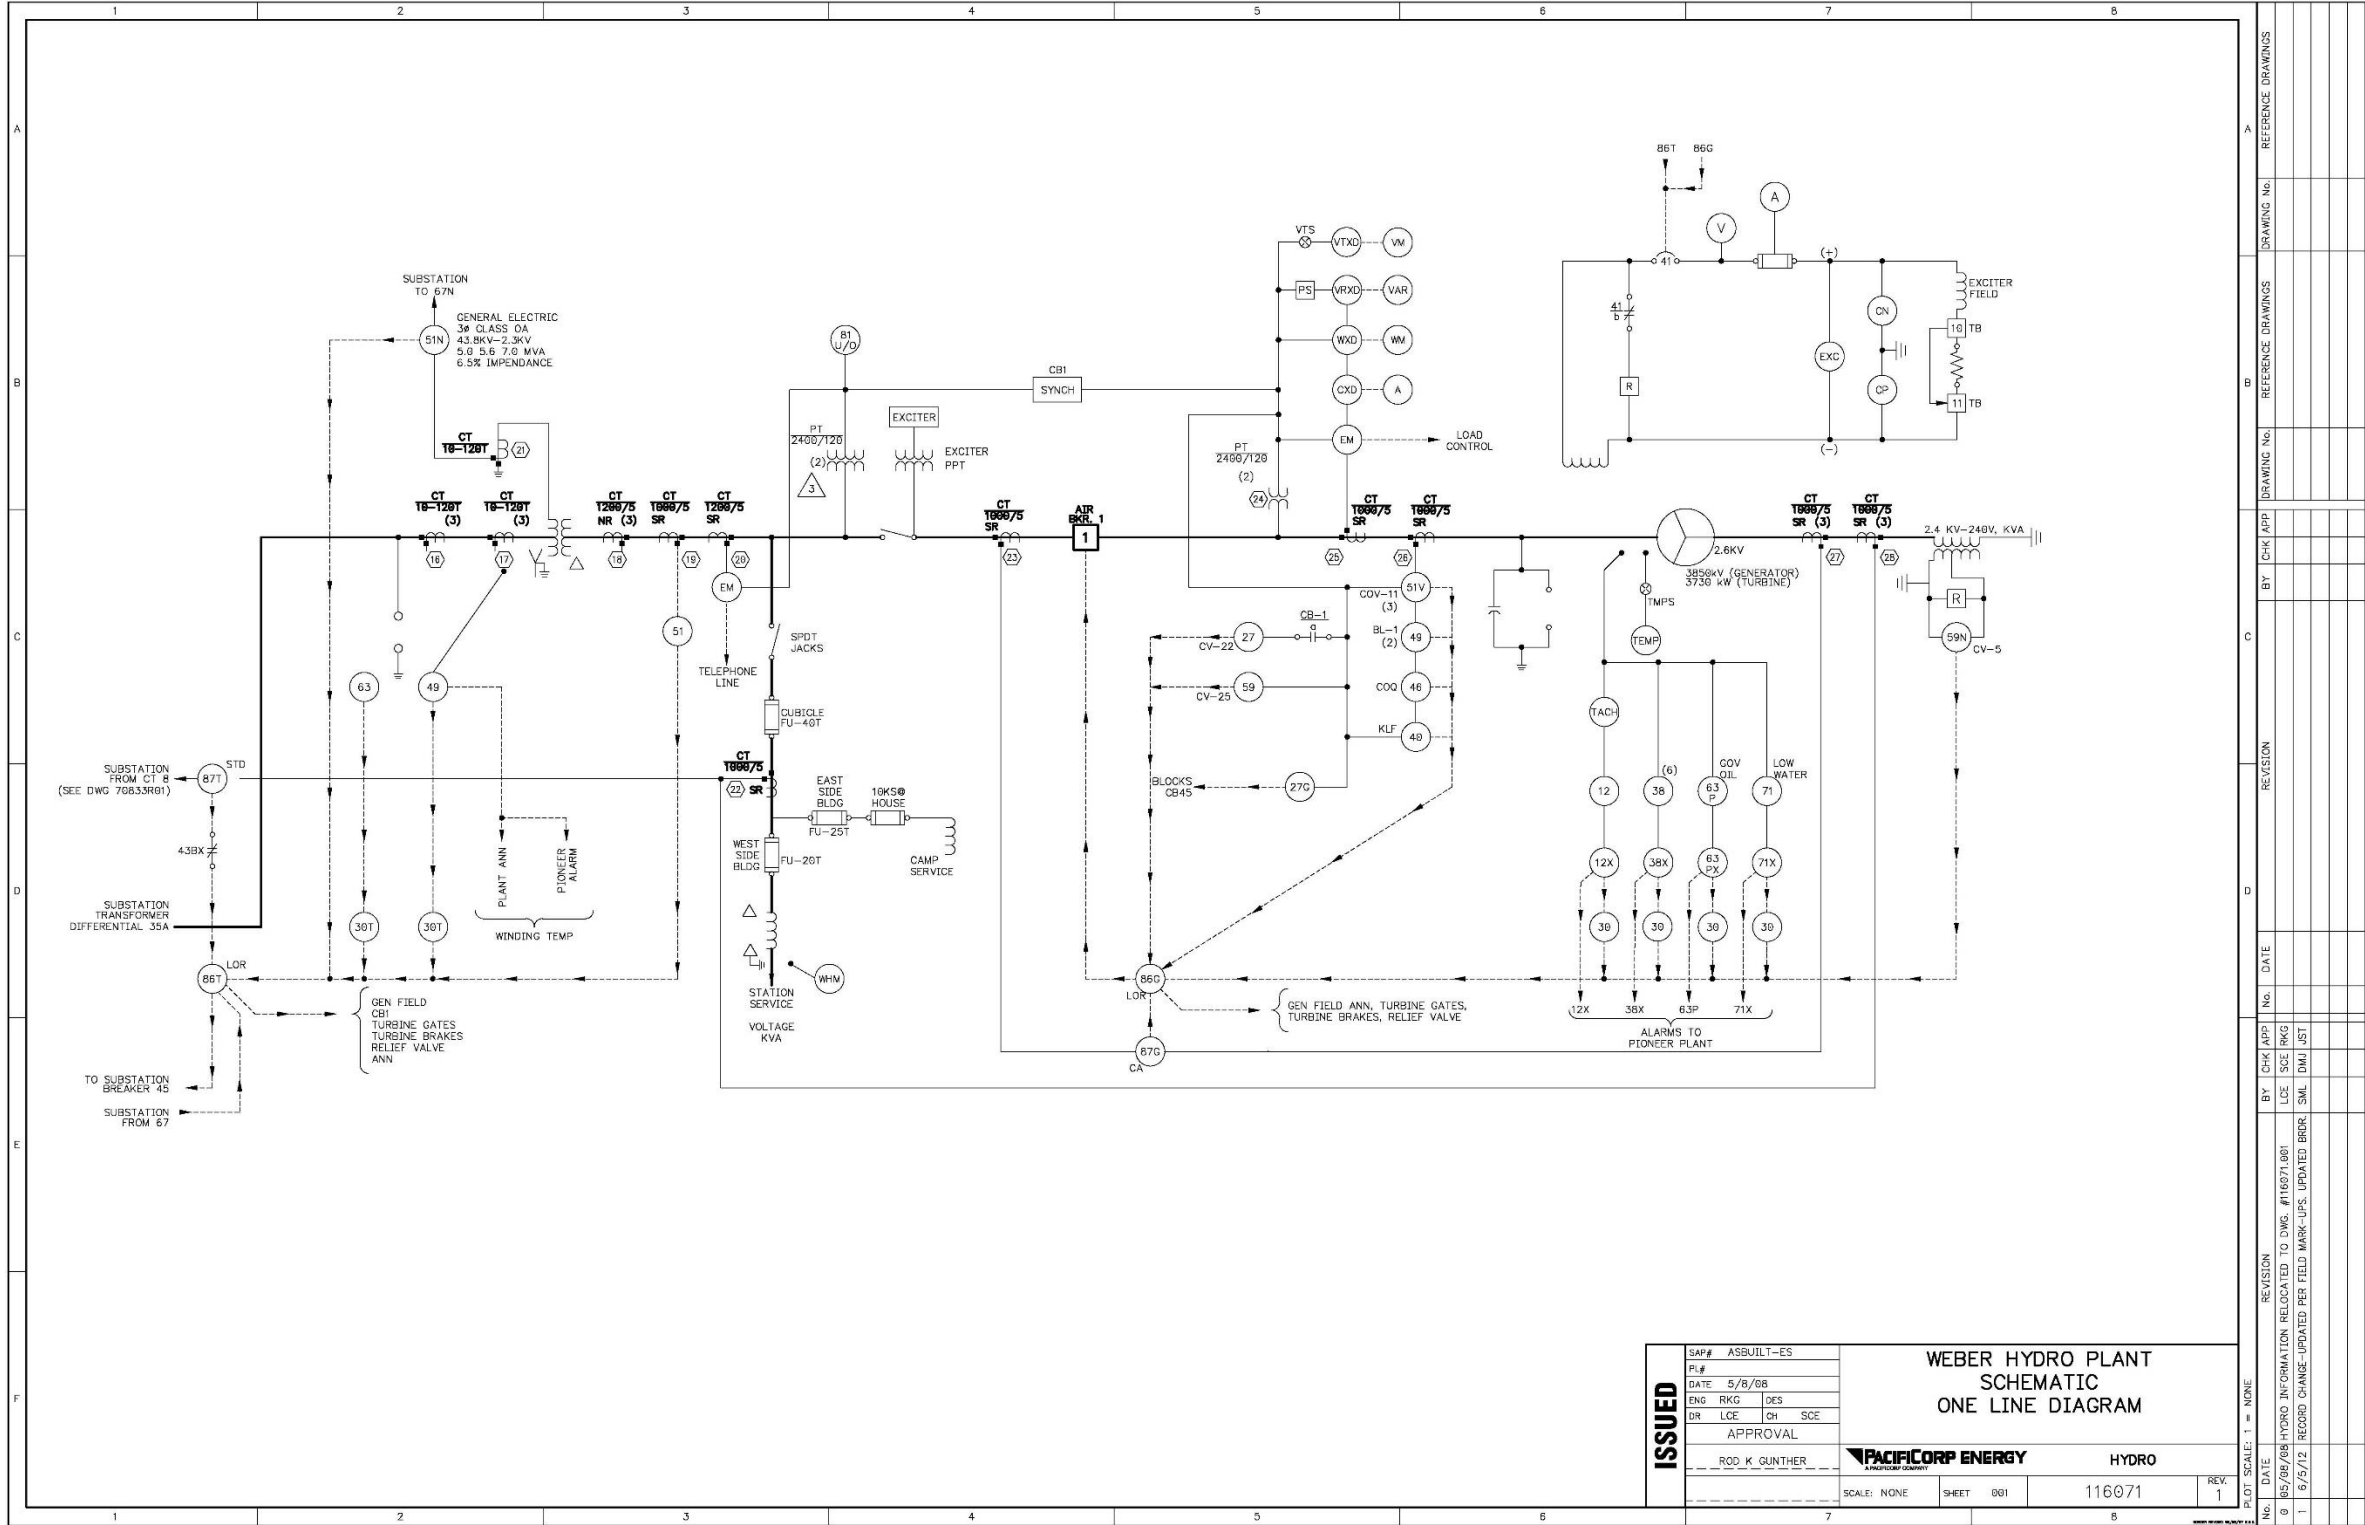 1 2 3 4 5 6 7 8
A
B
C
D
E
F
SUBSTATION
TO 67N
51N
GENERAL ELECTRIC
3ø CLASS OA
43.8KV-2.3KV
5.0 5.6 7.0 MVA
6.5% IMPENDANCE
CT
10-120T
21
CT
10-120T
(3)
16
CT
10-120T
(3)
17
CT
1200/5
NR (3)
18
CT
1000/5
SR
19
CT
1200/5
SR
20
EM
TELEPHONE
LINE
51
63
49
30T
30T
PLANT ANN
PIONEER
ALARM
WINDING TEMP
SUBSTATION
FROM CT 8
(SEE DWG 70833R01)
87T
STD
43BX
SUBSTATION
TRANSFORMER
DIFFERENTIAL 35A
86T
LOR
GEN FIELD
CB1
TURBINE GATES
TURBINE BRAKES
RELIEF VALVE
ANN
TO SUBSTATION
BREAKER 45
SUBSTATION
FROM 67
81
U/O
PT
2400/120
(2)
3
EXCITER
EXCITER
PPT
CB1
SYNCH
SPDT
JACKS
CUBICLE
FU-40T
CT
1000/5
22
SR
EAST
SIDE
BLDG
FU-25T
10KS@
HOUSE
CAMP
SERVICE
WEST
SIDE
BLDG
FU-20T
WHM
STATION
SERVICE
VOLTAGE
KVA
CT
1000/5
SR
23
AIR
BKR. 1
1
VTS
VTXD
VM
PS
VRXD
VAR
WXD
WM
CXD
A
EM
LOAD
CONTROL
PT
2400/120
(2)
24
CT
1000/5
SR
25
CT
1000/5
SR
26
COV-11
(3)
51V
BL-1
(2)
49
COQ
46
KLF
40
CB-1
a
27
CV-22
59
CV-25
BLOCKS
CB45
27G
86G
LOR
GEN FIELD ANN, TURBINE GATES,
TURBINE BRAKES, RELIEF VALVE
87G
CA
86T 86G
41
V
A
(+)
41
b
R
EXC
CN
CP
(-)
EXCITER
FIELD
10 TB
11 TB
2.6KV
3850kV (GENERATOR)
3730 kW (TURBINE)
TMPS
TEMP
TACH
12
(6)
38
GOV
OIL
63
P
LOW
WATER
71
12X
38X
63
PX
71X
30
30
30
30
12X 38X 63P 71X
ALARMS TO
PIONEER PLANT
CT
1000/5
SR (3)
27
CT
1000/5
SR (3)
28
2.4 KV-240V, KVA
R
59N
CV-5
ISSUED
SAP# ASBUILT-ES
PL#
DATE 5/8/08
ENG RKG DES
DR LCE CH SCE
APPROVAL
ROD K GUNTHER
WEBER HYDRO PLANT
SCHEMATIC
ONE LINE DIAGRAM
PACIFICORP ENERGY
A PACIFICORP COMPANY
HYDRO
SCALE: NONE
SHEET 001
116071
REV.
1
PLOT SCALE: 1 = NONE
REFERENCE DRAWINGS
DRAWING No.
REFERENCE DRAWINGS
DRAWING No.
No. DATE REVISION BY CHK APP
No. DATE REVISION BY CHK APP
0 05/08/08 HYDRO INFORMATION RELOCATED TO DWG. #116071.001 LCE SCE RKG
1 6/5/12 RECORD CHANGE-UPDATED PER FIELD MARK-UPS. UPDATED BRDR. SML DMJ JST